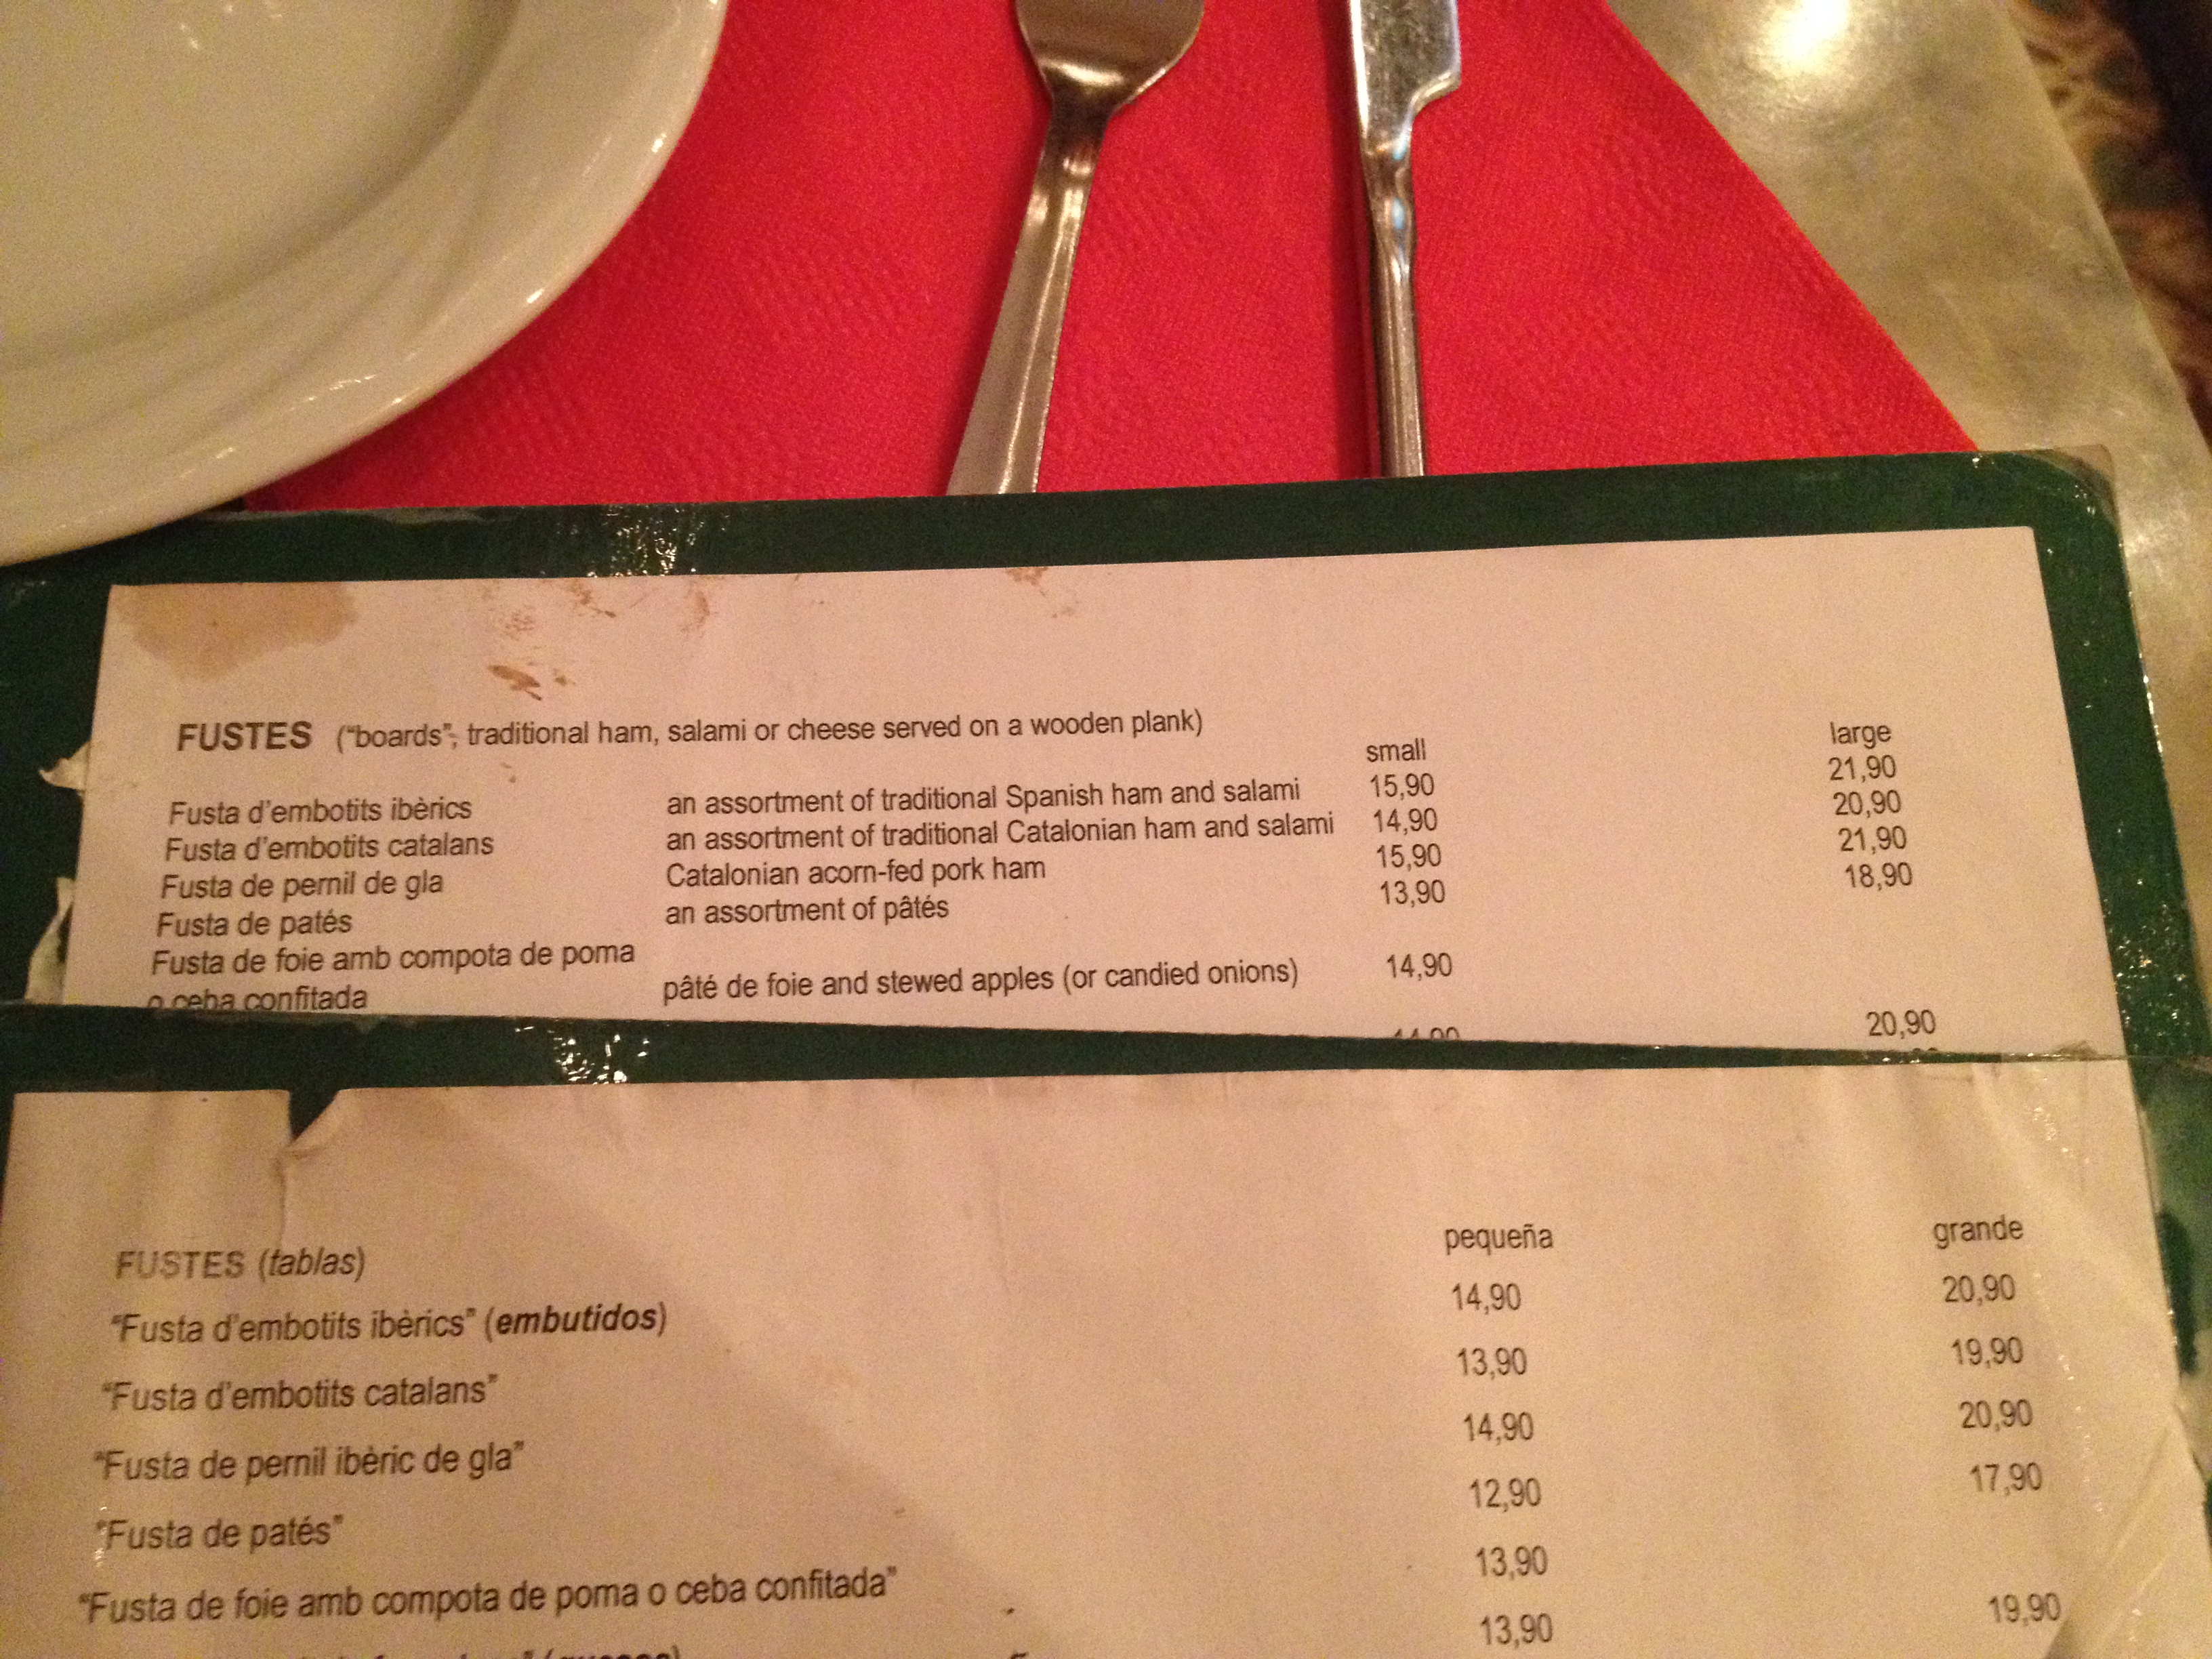 FUSTES ("boards", traditional ham, salami or cheese served on a wooden plank)
small large
Fusta d'embotits ibèrics an assortment of traditional Spanish ham and salami 15,90 21,90
Fusta d'embotits catalans an assortment of traditional Catalonian ham and salami 14,90 20,90
Fusta de pernil de gla Catalonian acorn-fed pork ham 15,90 21,90
Fusta de patés an assortment of pâtés 13,90 18,90
Fusta de foie amb compota de poma
o ceba confitada pâté de foie and stewed apples (or candied onions) 14,90
14,90 20,90
FUSTES (tablas) pequeña grande
"Fusta d'embotits ibèrics" (embutidos) 14,90 20,90
"Fusta d'embotits catalans" 13,90 19,90
"Fusta de pernil ibèric de gla" 14,90 20,90
"Fusta de patés" 12,90 17,90
"Fusta de foie amb compota de poma o ceba confitada" 13,90
13,90 19,90